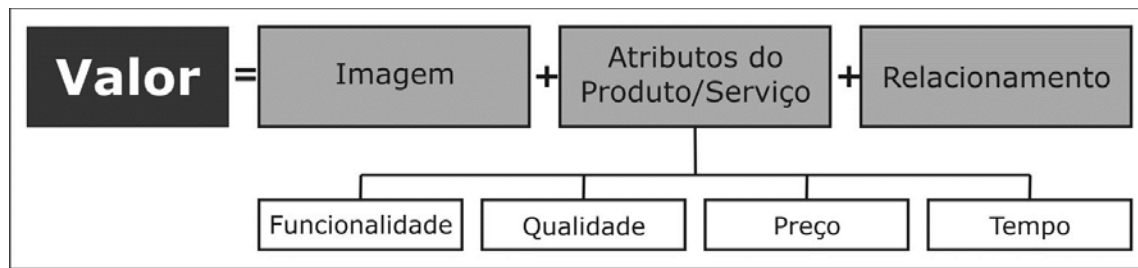 Valor = Imagem + Atributos do Produto/Serviço + Relacionamento
Funcionalidade Qualidade Preço Tempo